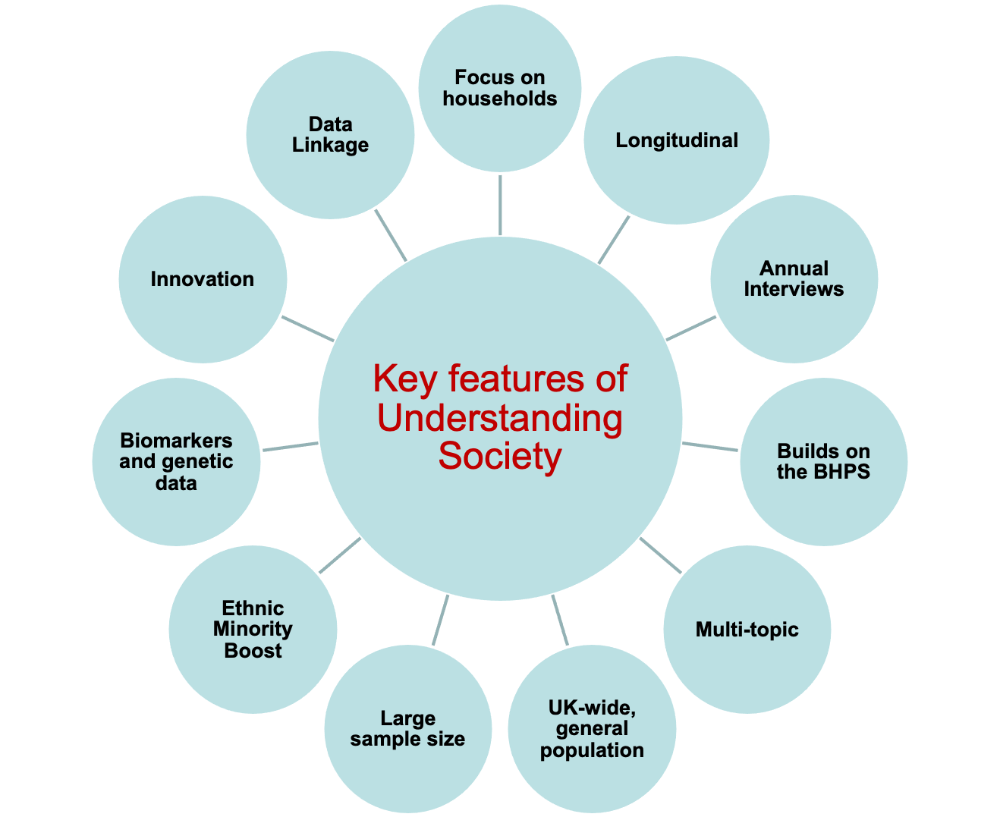 Focus on
households
Longitudinal
Annual
Interviews
Builds on
the BHPS
Multi-topic
UK-wide,
general
population
Large
sample size
Ethnic
Minority
Boost
Biomarkers
and genetic
data
Innovation
Data
Linkage
Key features of
Understanding
Society